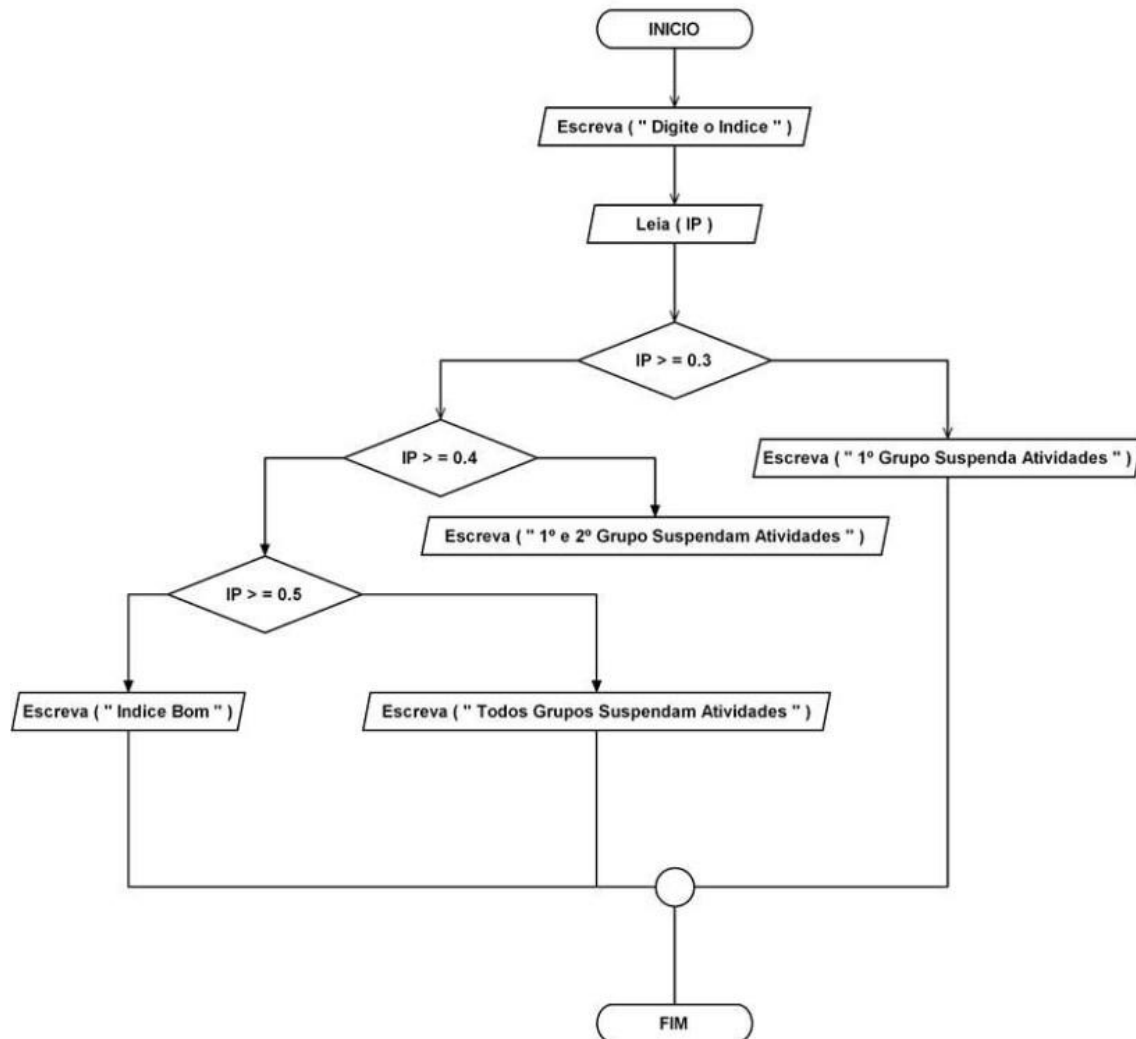 INICIO
Escreva ( " Digite o Indice " )
Leia ( IP )
IP > = 0.3
IP > = 0.4
Escreva ( " 1º Grupo Suspenda Atividades " )
Escreva ( " 1º e 2º Grupo Suspendam Atividades " )
IP > = 0.5
Escreva ( " Indice Bom " )
Escreva ( " Todos Grupos Suspendam Atividades " )
FIM